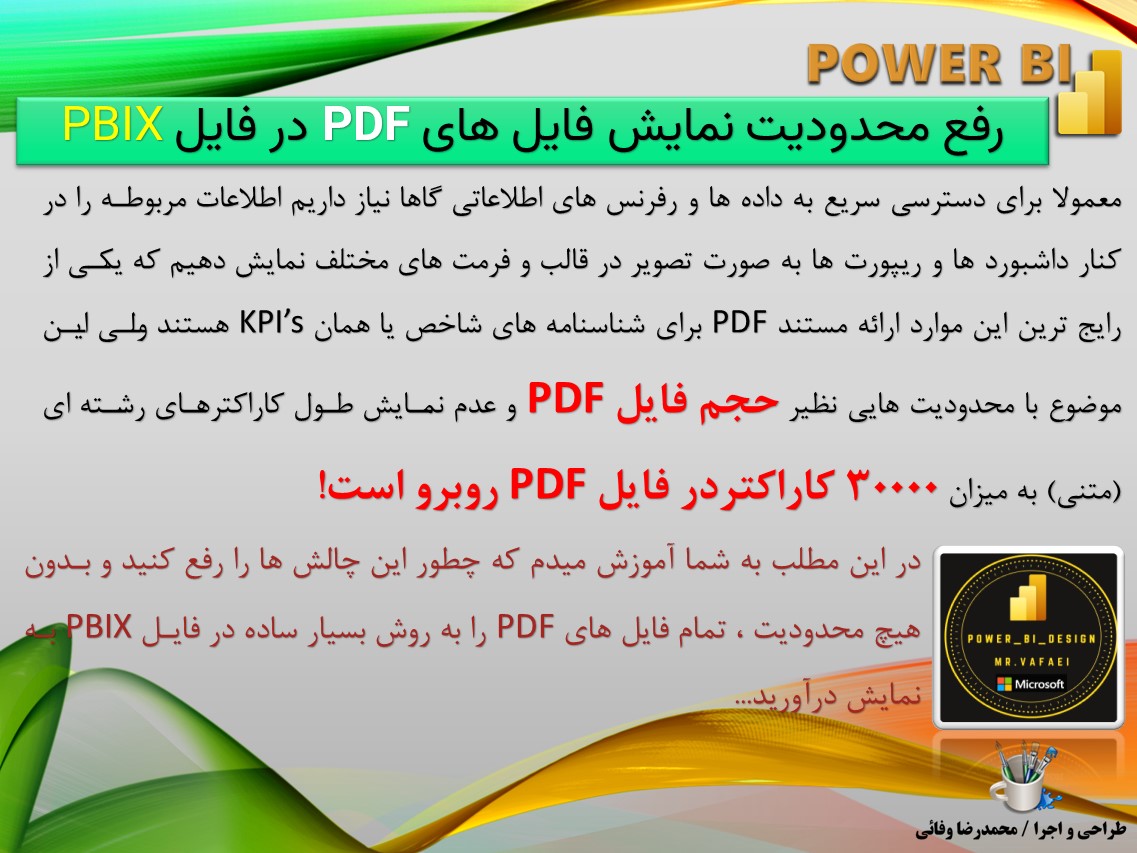 POWER BI
رفع محدودیت نمایش فایل های PDF در فایل PBIX
معمولا برای دسترسی سریع به داده ها و رفرنس های اطلاعاتی گاها نیاز داریم اطلاعات مربوطه را در
کنار داشبورد ها و ریپورت ها به صورت تصویر در قالب و فرمت های مختلف نمایش دهیم که یکی از
رایج ترین این موارد ارائه مستند PDF برای شناسنامه های شاخص یا همان KPI’s هستند ولی لین
موضوع با محدودیت هایی نظیر حجم فایل PDF و عدم نمایش طول کاراکترهای رشته ای
(متنی) به میزان ۳۰۰۰۰ کاراکتردر فایل PDF روبرو است!
در این مطلب به شما آموزش میدم که چطور این چالش ها را رفع کنید و بدون
هیچ محدودیت ، تمام فایل های PDF را به روش بسیار ساده در فایل PBIX به
نمایش درآورید...
POWER_BI_DESIGN
MR.VAFAEI
Microsoft
طراحی و اجرا / محمدرضا وفائی